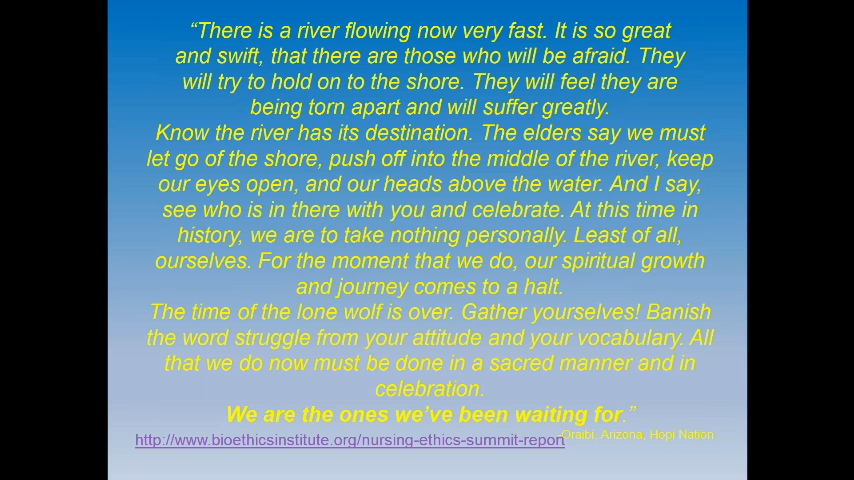 “There is a river flowing now very fast. It is so great
and swift, that there are those who will be afraid. They
will try to hold on to the shore. They will feel they are
being torn apart and will suffer greatly.
Know the river has its destination. The elders say we must
let go of the shore, push off into the middle of the river, keep
our eyes open, and our heads above the water. And I say,
see who is in there with you and celebrate. At this time in
history, we are to take nothing personally. Least of all,
ourselves. For the moment that we do, our spiritual growth
and journey comes to a halt.
The time of the lone wolf is over. Gather yourselves! Banish
the word struggle from your attitude and your vocabulary. All
that we do now must be done in a sacred manner and in
celebration.
We are the ones we’ve been waiting for.”
Oraibi, Arizona, Hopi Nation
http://www.bioethicsinstitute.org/nursing-ethics-summit-report